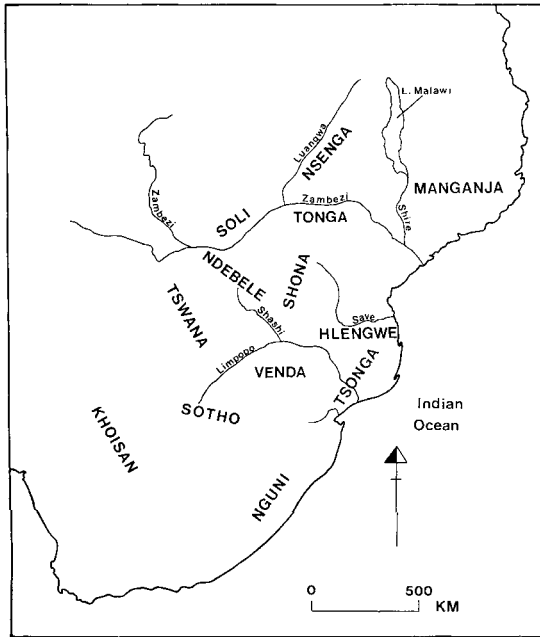 L. Malawi
Luangwa
NSENGA
MANGANJA
Zambezi
Zambezi
SOLI
TONGA
Shire
NDEBELE
SHONA
TSWANA
Shashi
Save
HLENGWE
Limpopo
VENDA
TSONGA
SOTHO
Indian
Ocean
KHOISAN
NGUNI
0 500
KM